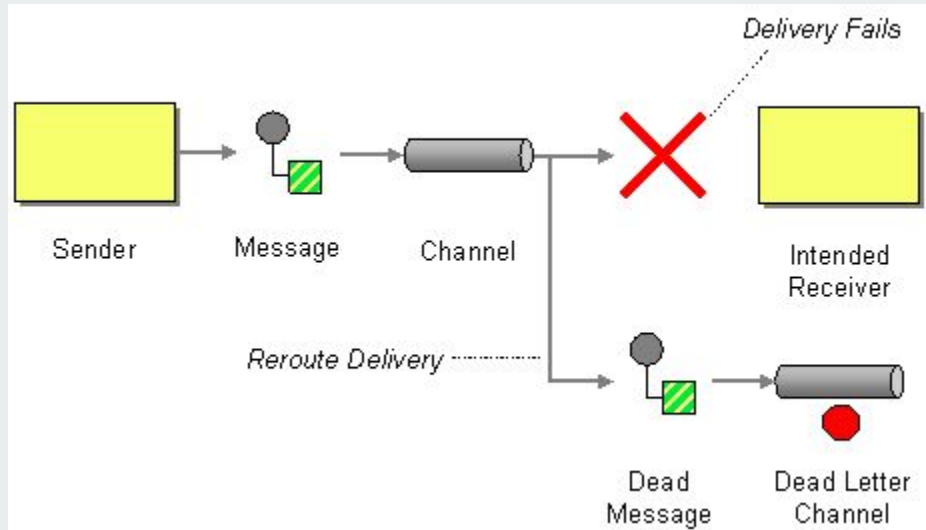 Delivery Fails
Sender
Message
Channel
Intended
Receiver
Reroute Delivery
Dead
Message
Dead Letter
Channel